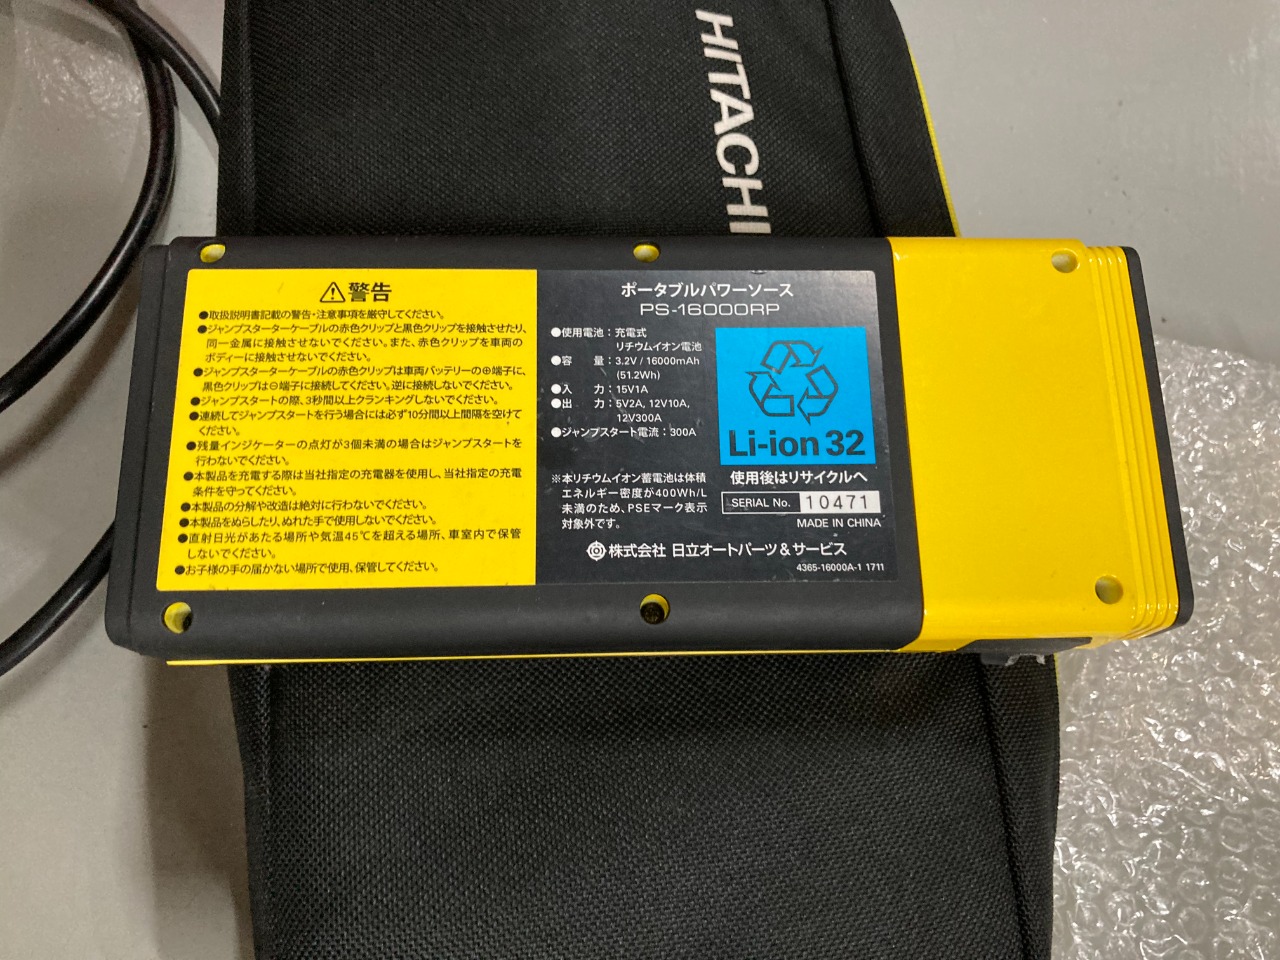 HITACHI
警告
●取扱説明書記載の警告・注意事項を厳守してください。
●ジャンプスターターケーブルの赤色クリップと黒色クリップを接触させたり、
同一金属に接触させないでください。また、赤色クリップを車両の
ボディーに接触させないでください。
●ジャンプスターターケーブルの赤色クリップは車両バッテリーの⊕端子に、
黒色クリップは⊖端子に接続してください。逆に接続しないでください。
●ジャンプスタートの際、3秒間以上クランキングしないでください。
●連続してジャンプスタートを行う場合には必ず10分間以上間隔を空けて
ください。
●残量インジケーターの点灯が3個未満の場合はジャンプスタートを
行わないでください。
●本製品を充電する際は当社指定の充電器を使用し、当社指定の充電
条件を守ってください。
●本製品の分解や改造は絶対に行わないでください。
●本製品をぬらしたり、ぬれた手で使用しないでください。
●直射日光があたる場所や気温45℃を超える場所、車室内で保管
しないでください。
●お子様の手の届かない場所で使用、保管してください。
ポータブルパワーソース
PS-16000RP
●使用電池：充電式
リチウムイオン電池
●容　量：3.2V / 16000mAh
(51.2Wh)
●入　力：15V1A
●出　力：5V2A, 12V10A,
12V300A
●ジャンプスタート電流：300A
※本リチウムイオン蓄電池は体積
エネルギー密度が400Wh/L
未満のため、PSEマーク表示
対象外です。
Li-ion 32
使用後はリサイクルへ
SERIAL No. 10471
MADE IN CHINA
株式会社 日立オートパーツ&サービス
4365-16000A-1 1711